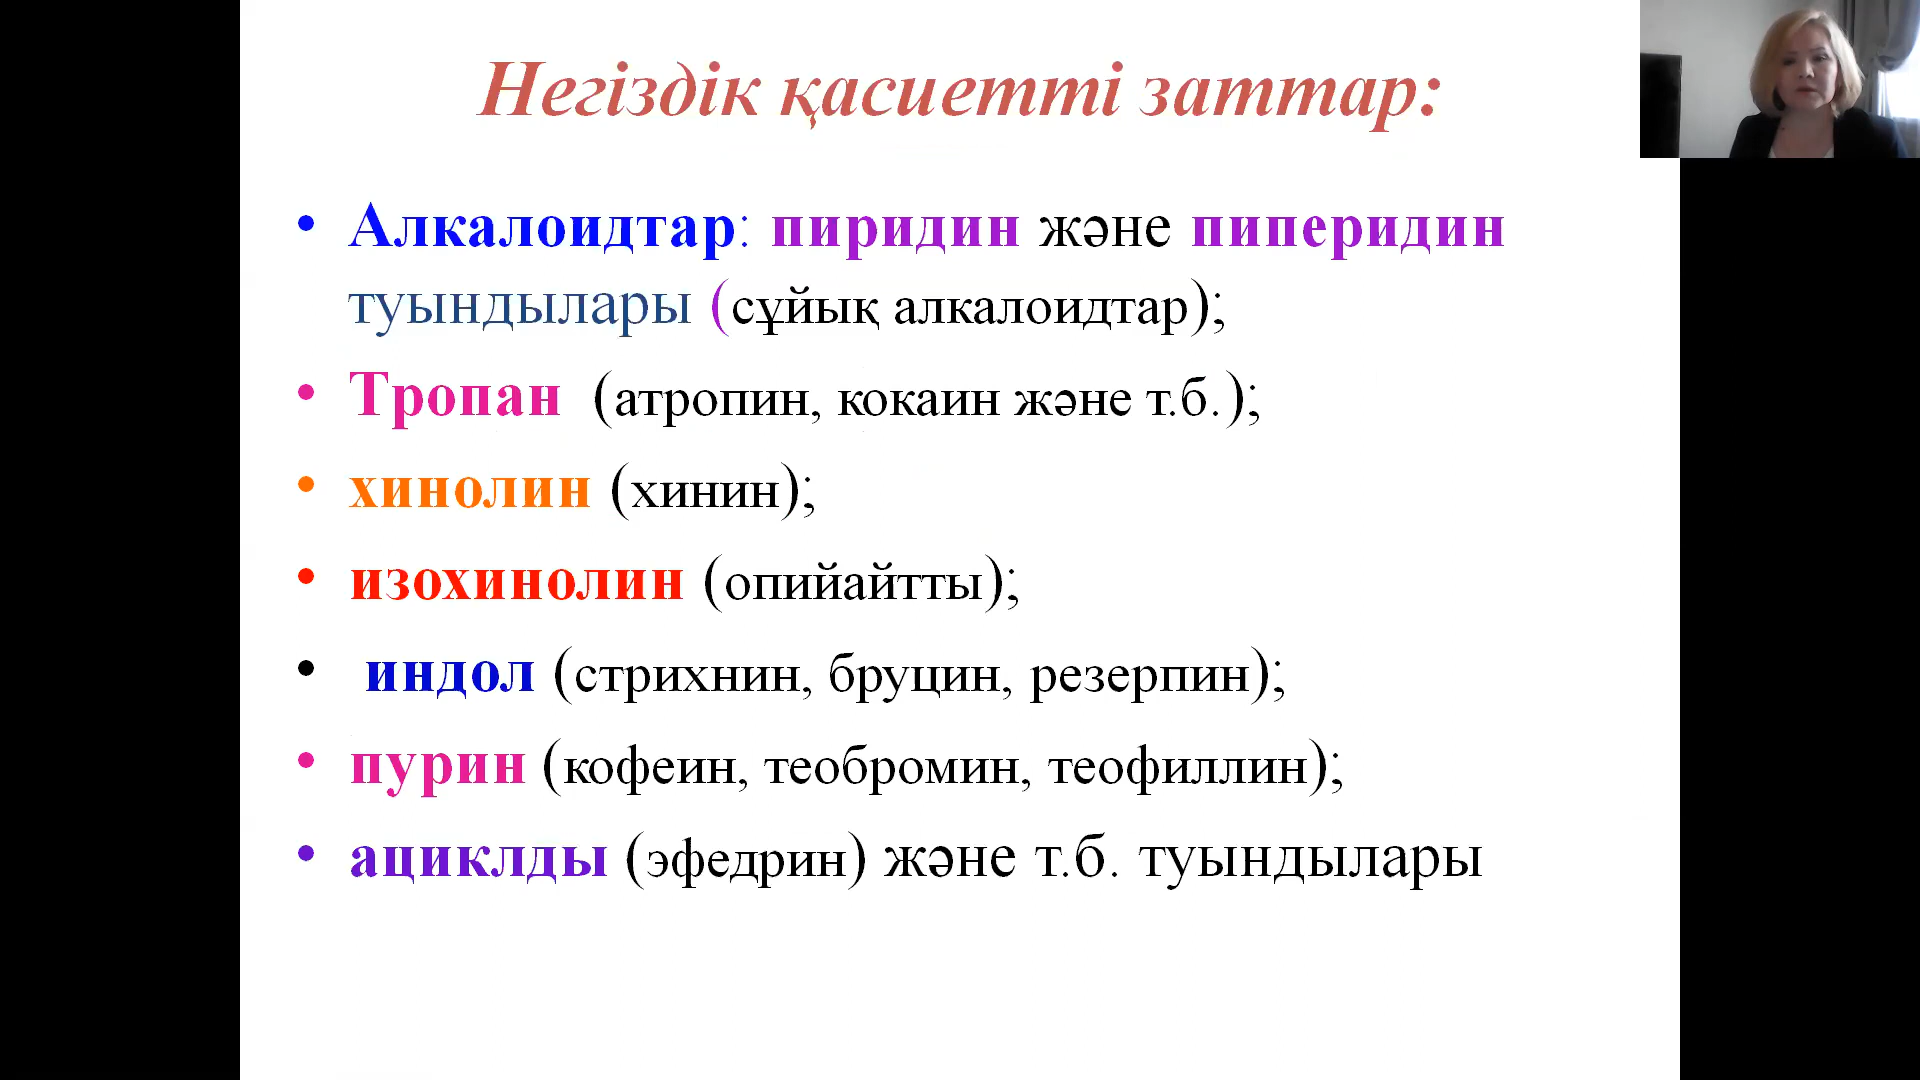 Негіздік қасиетті заттар:
• Алкалоидтар: пиридин және пиперидин
туындылары (сұйық алкалоидтар);
• Тропан (атропин, кокаин және т.б.);
• хинолин (хинин);
• изохинолин (опийайтты);
• индол (стрихнин, бруцин, резерпин);
• пурин (кофеин, теобромин, теофиллин);
• ациклды (эфедрин) және т.б. туындылары